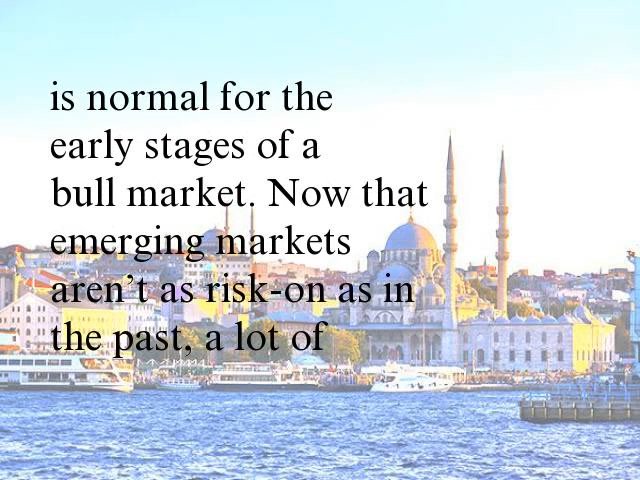 is normal for the
early stages of a
bull market. Now that
emerging markets
aren’t as risk-on as in
the past, a lot of